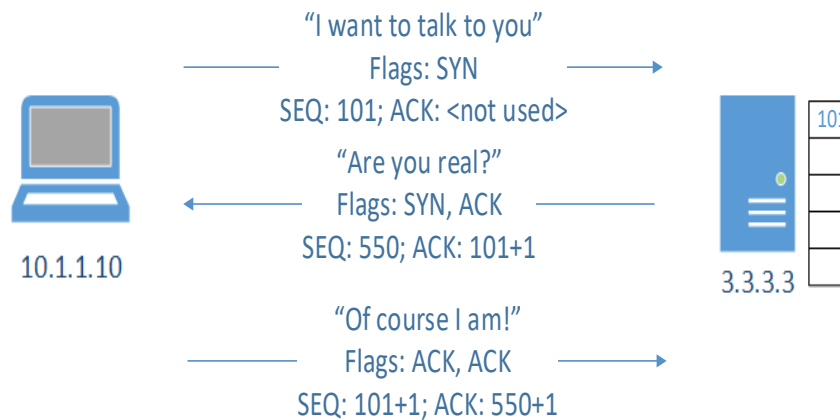 “I want to talk to you”
Flags: SYN
SEQ: 101; ACK: <not used>
“Are you real?”
Flags: SYN, ACK
SEQ: 550; ACK: 101+1
10.1.1.10
3.3.3.3
“Of course I am!”
Flags: ACK, ACK
SEQ: 101+1; ACK: 550+1